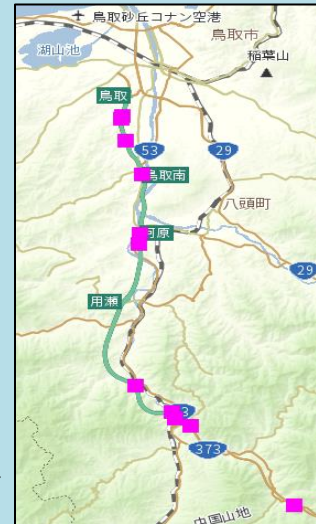 鳥取砂丘コナン空港
鳥取市
湖山池
稲葉山
鳥取
53
29
鳥取南
八頭町
河原
29
用瀬
373
中国山地